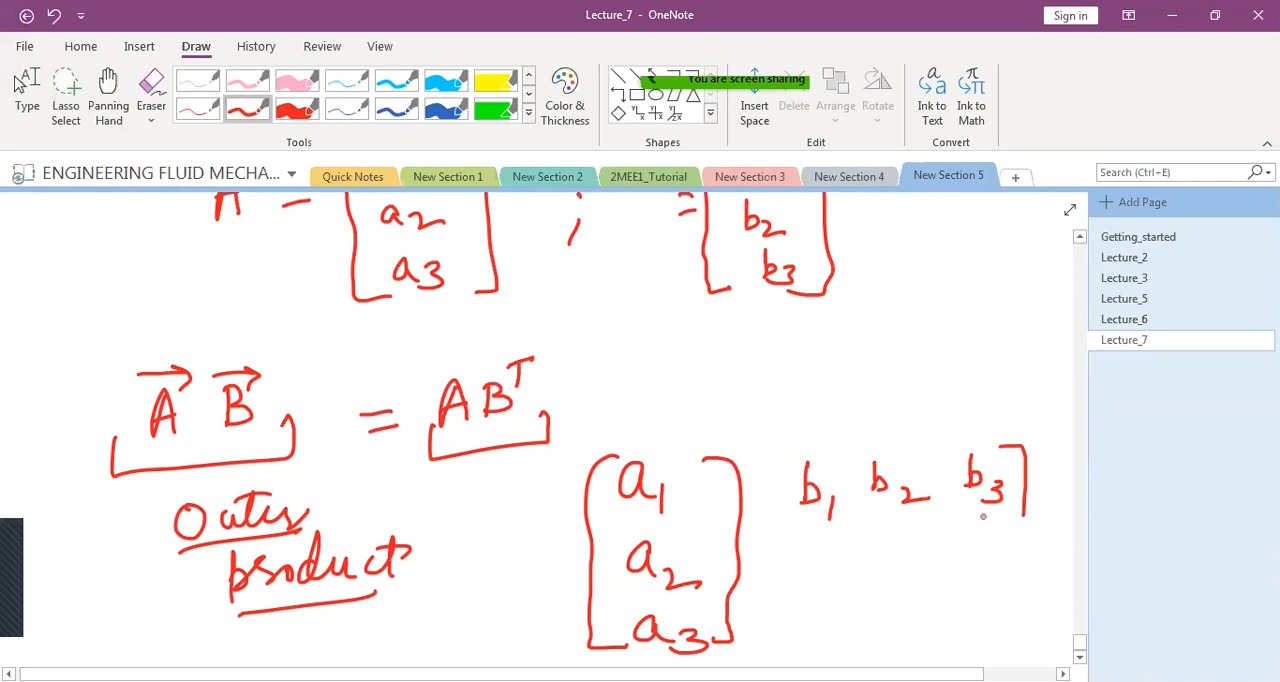 Lecture_7 - OneNote
Sign in
File Home Insert Draw History Review View
You are screen sharing
Type
Lasso Select
Panning Hand
Eraser
Color & Thickness
Insert Space
Delete
Arrange
Rotate
Ink to Text
Ink to Math
Tools
Shapes
Edit
Convert
ENGINEERING FLUID MECHA...
Quick Notes
New Section 1
New Section 2
2MEE1_Tutorial
New Section 3
New Section 4
New Section 5
Search (Ctrl+E)
Add Page
Getting_started
Lecture_2
Lecture_3
Lecture_5
Lecture_6
Lecture_7
A = [ a2 ; = [ b2
a3 ] b3 ]
A B = A B^T
Outer
product
[ a1 b1 b2 b3 ]
a2
a3 ]